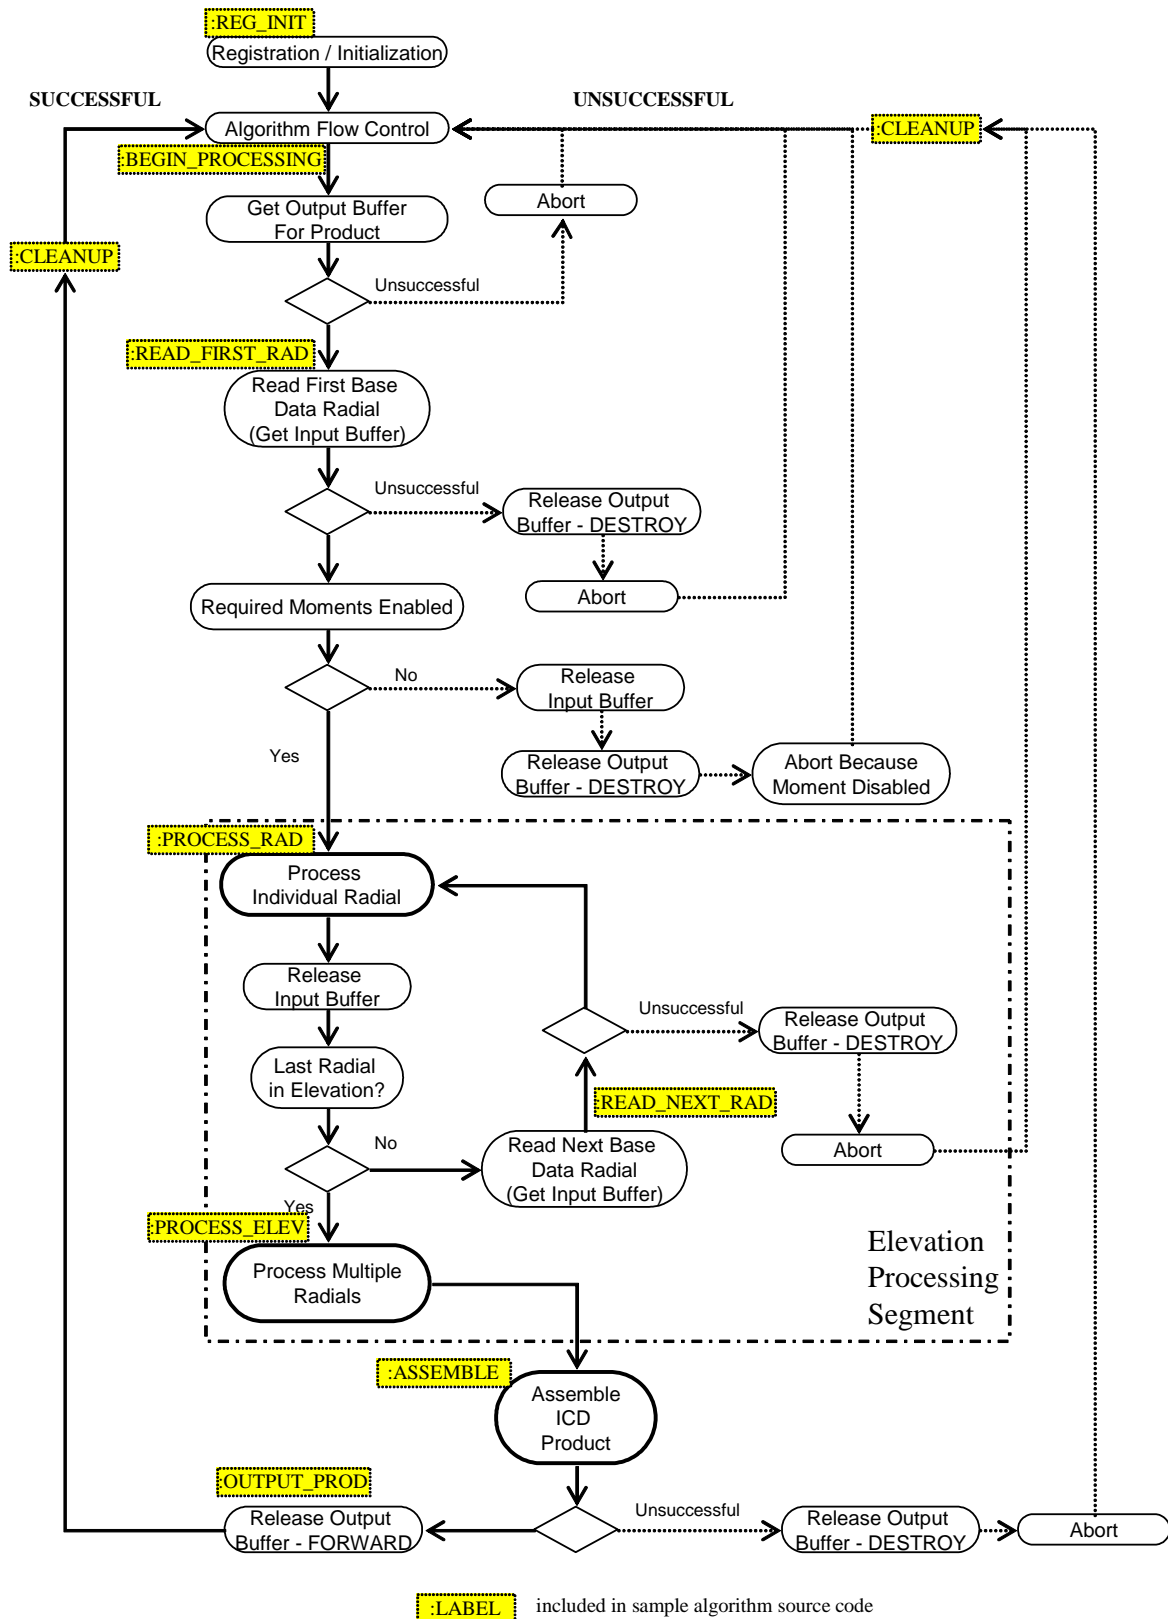 :REG_INIT
Registration / Initialization
SUCCESSFUL
UNSUCCESSFUL
Algorithm Flow Control
:CLEANUP
:BEGIN_PROCESSING
Get Output Buffer
For Product
Abort
:CLEANUP
Unsuccessful
:READ_FIRST_RAD
Read First Base
Data Radial
(Get Input Buffer)
Unsuccessful
Release Output
Buffer - DESTROY
Abort
Required Moments Enabled
No
Release
Input Buffer
Yes
Release Output
Buffer - DESTROY
Abort Because
Moment Disabled
:PROCESS_RAD
Process
Individual Radial
Release
Input Buffer
Unsuccessful
Release Output
Buffer - DESTROY
Last Radial
in Elevation?
:READ_NEXT_RAD
No
Read Next Base
Data Radial
(Get Input Buffer)
Abort
Yes
:PROCESS_ELEV
Process Multiple
Radials
Elevation
Processing
Segment
:ASSEMBLE
Assemble
ICD
Product
:OUTPUT_PROD
Release Output
Buffer - FORWARD
Unsuccessful
Release Output
Buffer - DESTROY
Abort
:LABEL included in sample algorithm source code